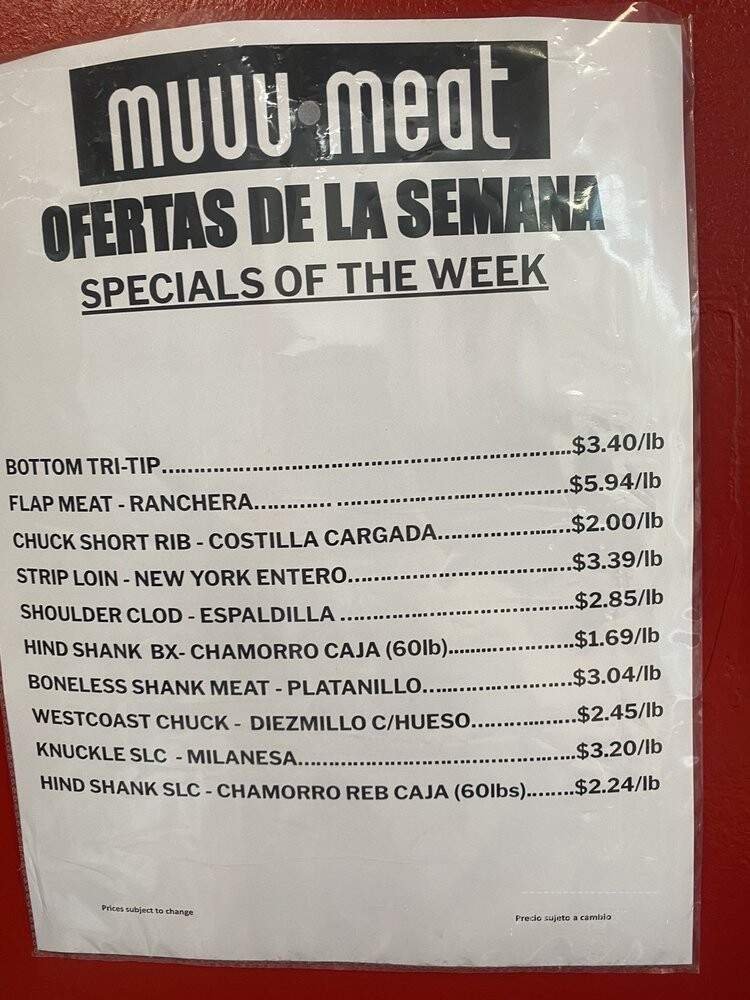 muuu meat
OFERTAS DE LA SEMANA
SPECIALS OF THE WEEK
BOTTOM TRI-TIP........................................................$3.40/lb
FLAP MEAT - RANCHERA............ .....................................$5.94/lb
CHUCK SHORT RIB - COSTILLA CARGADA.....................$2.00/lb
STRIP LOIN - NEW YORK ENTERO...................................$3.39/lb
SHOULDER CLOD - ESPALDILLA .....................................$2.85/lb
HIND SHANK BX- CHAMORRO CAJA (60lb)....................$1.69/lb
BONELESS SHANK MEAT - PLATANILLO........................$3.04/lb
WESTCOAST CHUCK - DIEZMILLO C/HUESO.................$2.45/lb
KNUCKLE SLC - MILANESA............................................$3.20/lb
HIND SHANK SLC - CHAMORRO REB CAJA (60lbs)........$2.24/lb
Prices subject to change
Precio sujeto a cambio